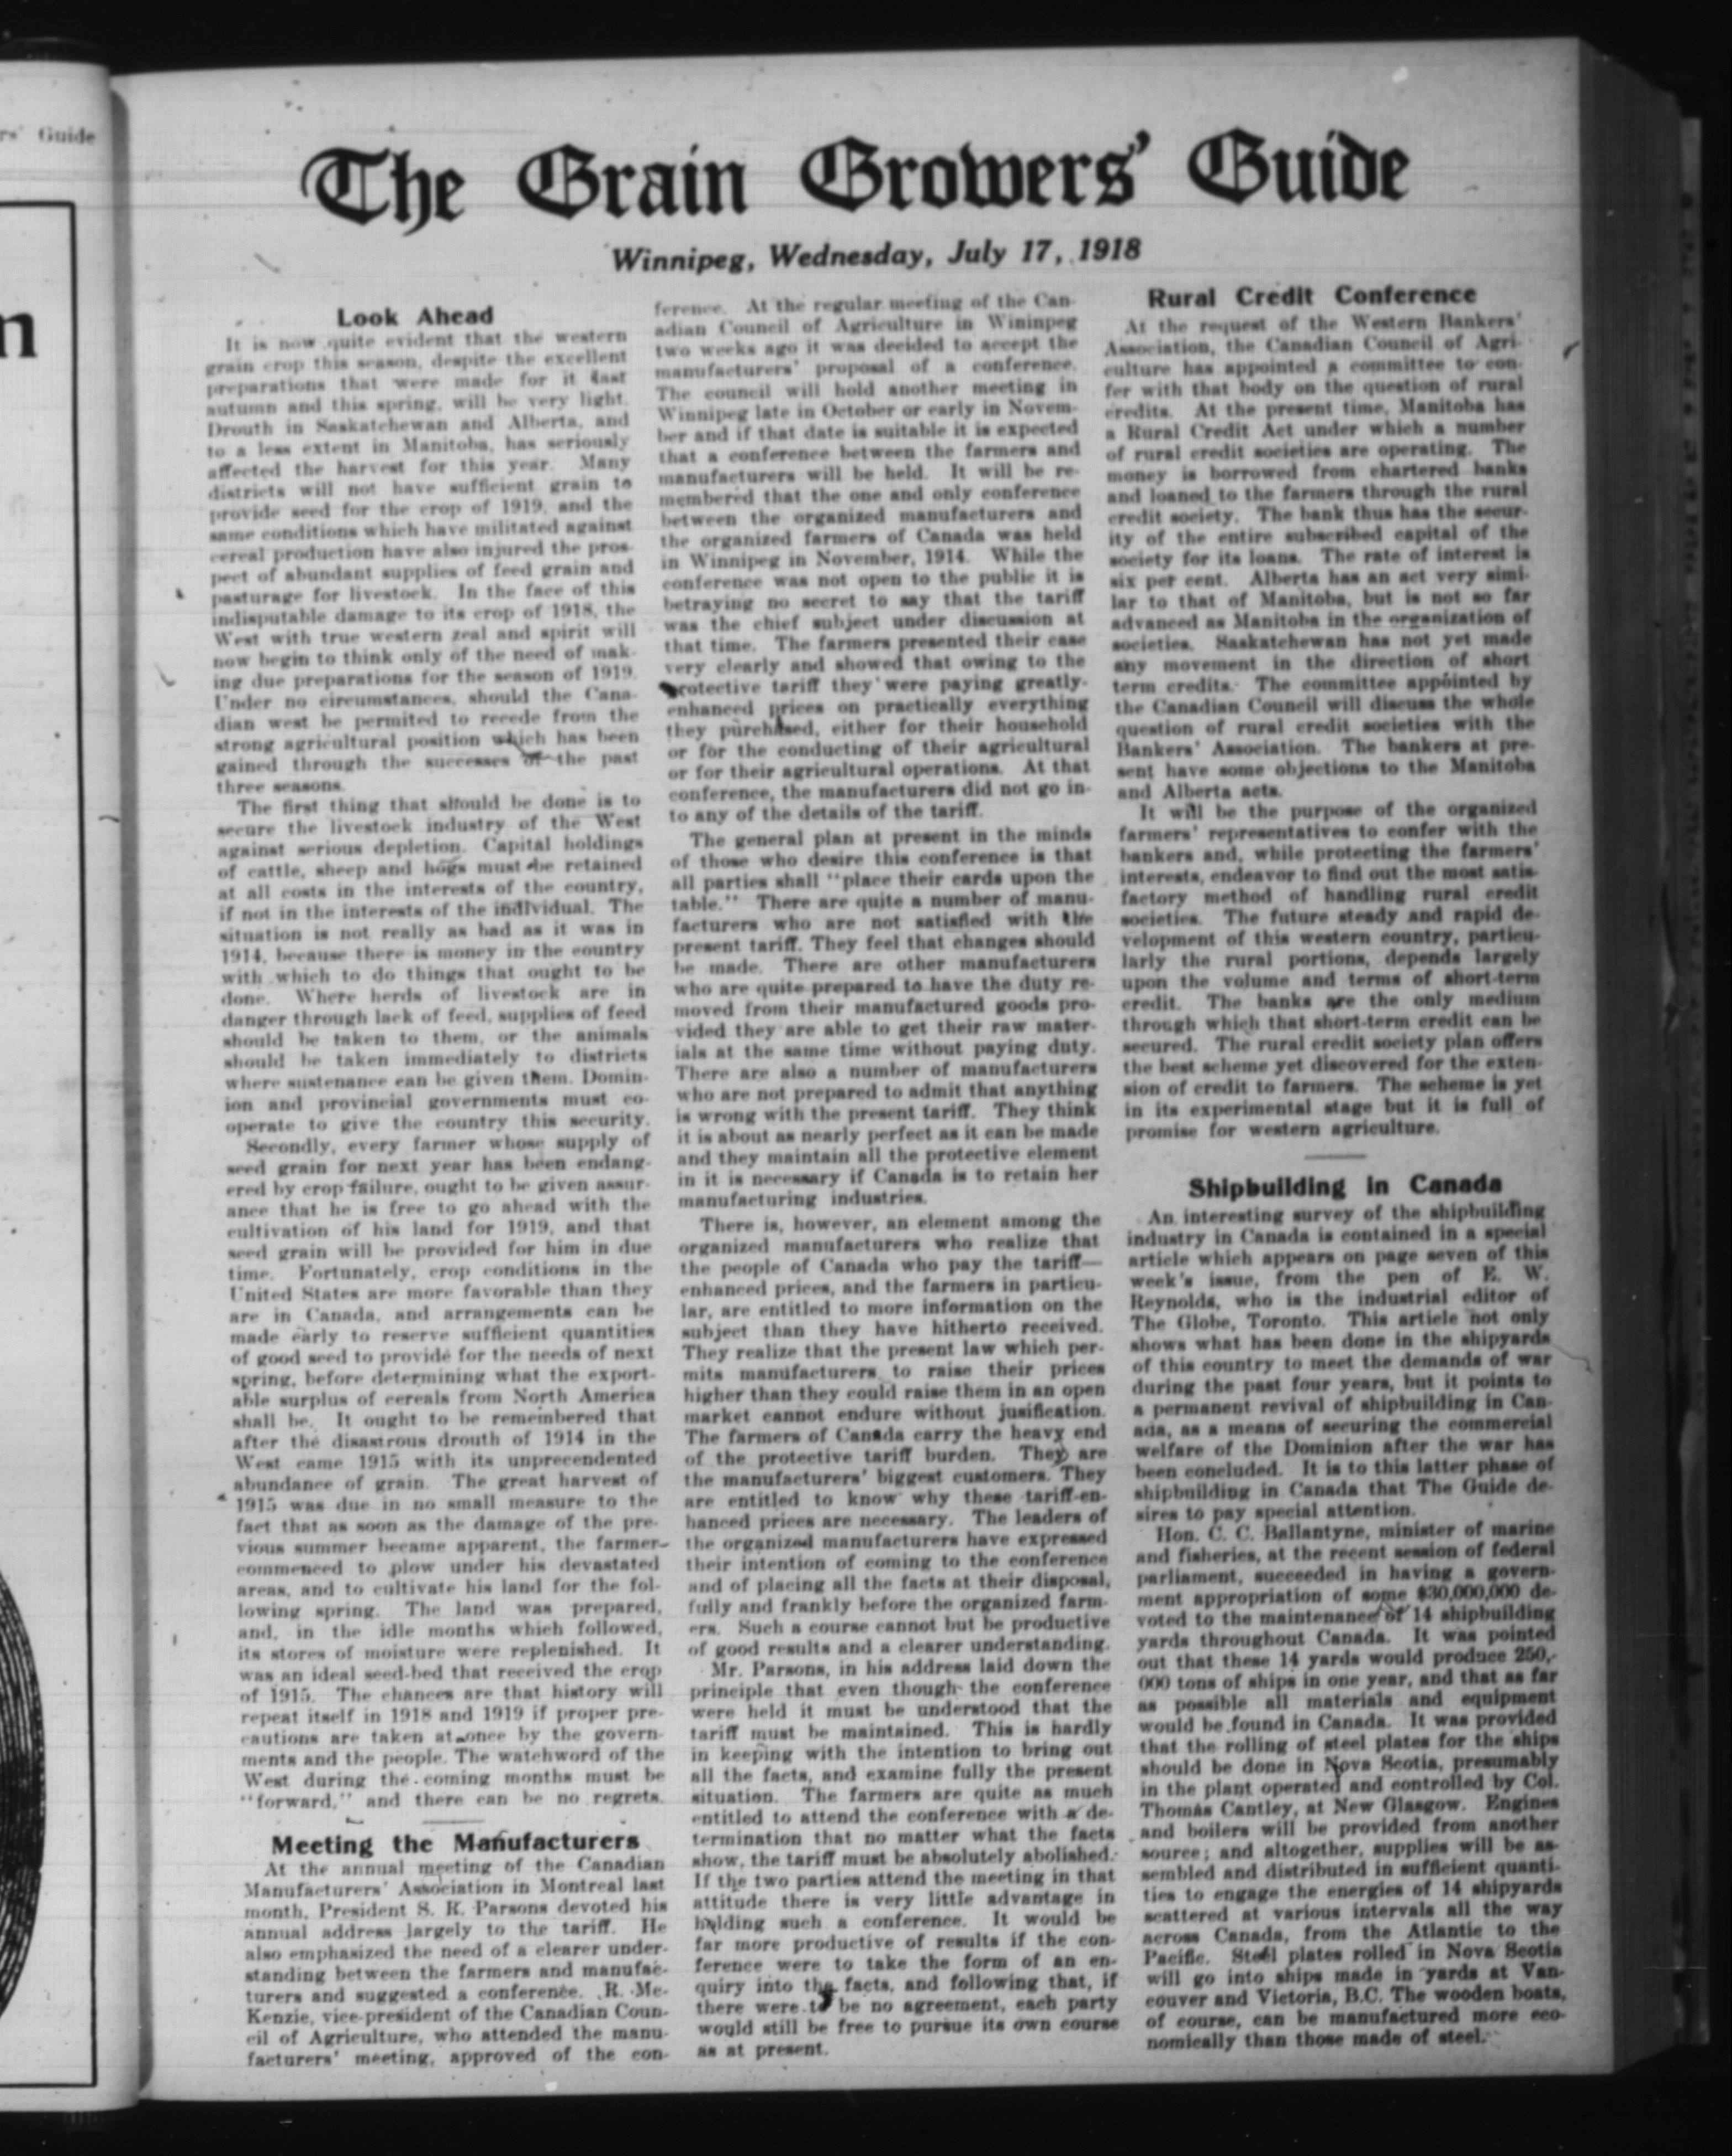 rs' Guide
n
The Grain Growers' Guide
Winnipeg, Wednesday, July 17, 1918
Look Ahead
It is now quite evident that the western
grain crop this season, despite the excellent
preparations that were made for it last
autumn and this spring, will be very light.
Drouth in Saskatchewan and Alberta, and
to a less extent in Manitoba, has seriously
affected the harvest for this year. Many
districts will not have sufficient grain to
provide seed for the crop of 1919, and the
same conditions which have militated against
cereal production have also injured the pros-
pect of abundant supplies of feed grain and
pasturage for livestock. In the face of this
indisputable damage to its crop of 1918, the
West with true western zeal and spirit will
now begin to think only of the need of mak-
ing due preparations for the season of 1919.
Under no circumstances, should the Cana-
dian west be permited to recede from the
strong agricultural position which has been
gained through the successes of the past
three seasons.
The first thing that should be done is to
secure the livestock industry of the West
against serious depletion. Capital holdings
of cattle, sheep and hogs must be retained
at all costs in the interests of the country,
if not in the interests of the individual. The
situation is not really as bad as it was in
1914, because there is money in the country
with which to do things that ought to be
done. Where herds of livestock are in
danger through lack of feed, supplies of feed
should be taken to them, or the animals
should be taken immediately to districts
where sustenance can be given them. Domin-
ion and provincial governments must co-
operate to give the country this security.
Secondly, every farmer whose supply of
seed grain for next year has been endang-
ered by crop failure, ought to be given assur-
ance that he is free to go ahead with the
cultivation of his land for 1919, and that
seed grain will be provided for him in due
time. Fortunately, crop conditions in the
United States are more favorable than they
are in Canada, and arrangements can be
made early to reserve sufficient quantities
of good seed to provide for the needs of next
spring, before determining what the export-
able surplus of cereals from North America
shall be. It ought to be remembered that
after the disastrous drouth of 1914 in the
West came 1915 with its unprecendented
abundance of grain. The great harvest of
1915 was due in no small measure to the
fact that as soon as the damage of the pre-
vious summer became apparent, the farmer
commenced to plow under his devastated
areas, and to cultivate his land for the fol-
lowing spring. The land was prepared,
and, in the idle months which followed,
its stores of moisture were replenished. It
was an ideal seed-bed that received the crop
of 1915. The chances are that history will
repeat itself in 1918 and 1919 if proper pre-
cautions are taken at once by the govern-
ments and the people. The watchword of the
West during the coming months must be
"forward," and there can be no regrets.
Meeting the Manufacturers
At the annual meeting of the Canadian
Manufacturers' Association in Montreal last
month, President S. R. Parsons devoted his
annual address largely to the tariff. He
also emphasized the need of a clearer under-
standing between the farmers and manufac-
turers and suggested a conference. R. Mc-
Kenzie, vice-president of the Canadian Coun-
cil of Agriculture, who attended the manu-
facturers' meeting, approved of the con-
ference. At the regular meeting of the Can-
adian Council of Agriculture in Wininpeg
two weeks ago it was decided to accept the
manufacturers' proposal of a conference.
The council will hold another meeting in
Winnipeg late in October or early in Novem-
ber and if that date is suitable it is expected
that a conference between the farmers and
manufacturers will be held. It will be re-
membered that the one and only conference
between the organized manufacturers and
the organized farmers of Canada was held
in Winnipeg in November, 1914. While the
conference was not open to the public it is
betraying no secret to say that the tariff
was the chief subject under discussion at
that time. The farmers presented their case
very clearly and showed that owing to the
protective tariff they were paying greatly-
enhanced prices on practically everything
they purchased, either for their household
or for the conducting of their agricultural
or for their agricultural operations. At that
conference, the manufacturers did not go in-
to any of the details of the tariff.
The general plan at present in the minds
of those who desire this conference is that
all parties shall "place their cards upon the
table." There are quite a number of manu-
facturers who are not satisfied with the
present tariff. They feel that changes should
be made. There are other manufacturers
who are quite prepared to have the duty re-
moved from their manufactured goods pro-
vided they are able to get their raw mater-
ials at the same time without paying duty.
There are also a number of manufacturers
who are not prepared to admit that anything
is wrong with the present tariff. They think
it is about as nearly perfect as it can be made
and they maintain all the protective element
in it is necessary if Canada is to retain her
manufacturing industries.
There is, however, an element among the
organized manufacturers who realize that
the people of Canada who pay the tariff—
enhanced prices, and the farmers in particu-
lar, are entitled to more information on the
subject than they have hitherto received.
They realize that the present law which per-
mits manufacturers to raise their prices
higher than they could raise them in an open
market cannot endure without jusification.
The farmers of Canada carry the heavy end
of the protective tariff burden. They are
the manufacturers' biggest customers. They
are entitled to know why these tariff-en-
hanced prices are necessary. The leaders of
the organized manufacturers have expressed
their intention of coming to the conference
and of placing all the facts at their disposal,
fully and frankly before the organized farm-
ers. Such a course cannot but be productive
of good results and a clearer understanding.
Mr. Parsons, in his address laid down the
principle that even though the conference
were held it must be understood that the
tariff must be maintained. This is hardly
in keeping with the intention to bring out
all the facts, and examine fully the present
situation. The farmers are quite as much
entitled to attend the conference with a de-
termination that no matter what the facts
show, the tariff must be absolutely abolished.
If the two parties attend the meeting in that
attitude there is very little advantage in
holding such a conference. It would be
far more productive of results if the con-
ference were to take the form of an en-
quiry into the facts, and following that, if
there were to be no agreement, each party
would still be free to pursue its own course
as at present.
Rural Credit Conference
At the request of the Western Bankers'
Association, the Canadian Council of Agri-
culture has appointed a committee to con-
fer with that body on the question of rural
credits. At the present time, Manitoba has
a Rural Credit Act under which a number
of rural credit societies are operating. The
money is borrowed from chartered banks
and loaned to the farmers through the rural
credit society. The bank thus has the secur-
ity of the entire subscribed capital of the
society for its loans. The rate of interest is
six per cent. Alberta has an act very simi-
lar to that of Manitoba, but is not so far
advanced as Manitoba in the organization of
societies. Saskatchewan has not yet made
any movement in the direction of short
term credits. The committee appointed by
the Canadian Council will discuss the whole
question of rural credit societies with the
Bankers' Association. The bankers at pre-
sent have some objections to the Manitoba
and Alberta acts.
It will be the purpose of the organized
farmers' representatives to confer with the
bankers and, while protecting the farmers'
interests, endeavor to find out the most satis-
factory method of handling rural credit
societies. The future steady and rapid de-
velopment of this western country, particu-
larly the rural portions, depends largely
upon the volume and terms of short-term
credit. The banks are the only medium
through which that short-term credit can be
secured. The rural credit society plan offers
the best scheme yet discovered for the exten-
sion of credit to farmers. The scheme is yet
in its experimental stage but it is full of
promise for western agriculture.
Shipbuilding in Canada
An interesting survey of the shipbuilding
industry in Canada is contained in a special
article which appears on page seven of this
week's issue, from the pen of E. W.
Reynolds, who is the industrial editor of
The Globe, Toronto. This article not only
shows what has been done in the shipyards
of this country to meet the demands of war
during the past four years, but it points to
a permanent revival of shipbuilding in Can-
ada, as a means of securing the commercial
welfare of the Dominion after the war has
been concluded. It is to this latter phase of
shipbuilding in Canada that The Guide de-
sires to pay special attention.
Hon. C. C. Ballantyne, minister of marine
and fisheries, at the recent session of federal
parliament, succeeded in having a govern-
ment appropriation of some $30,000,000 de-
voted to the maintenance of 14 shipbuilding
yards throughout Canada. It was pointed
out that these 14 yards would produce 250,-
000 tons of ships in one year, and that as far
as possible all materials and equipment
would be found in Canada. It was provided
that the rolling of steel plates for the ships
should be done in Nova Scotia, presumably
in the plant operated and controlled by Col.
Thomas Cantley, at New Glasgow. Engines
and boilers will be provided from another
source; and altogether, supplies will be as-
sembled and distributed in sufficient quanti-
ties to engage the energies of 14 shipyards
scattered at various intervals all the way
across Canada, from the Atlantic to the
Pacific. Steel plates rolled in Nova Scotia
will go into ships made in yards at Van-
couver and Victoria, B.C. The wooden boats,
of course, can be manufactured more eco-
nomically than those made of steel.